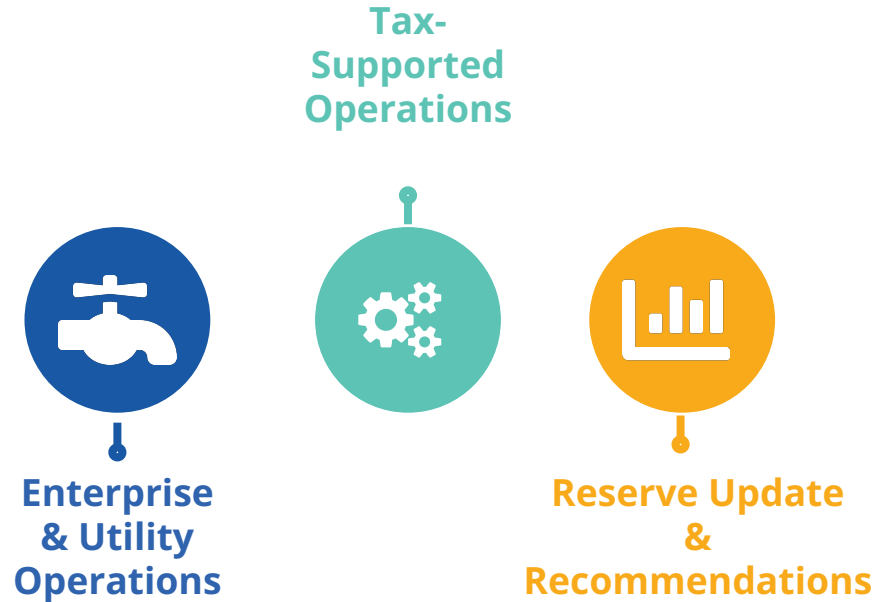 Tax-
Supported
Operations
Enterprise
& Utility
Operations
Reserve Update
&
Recommendations